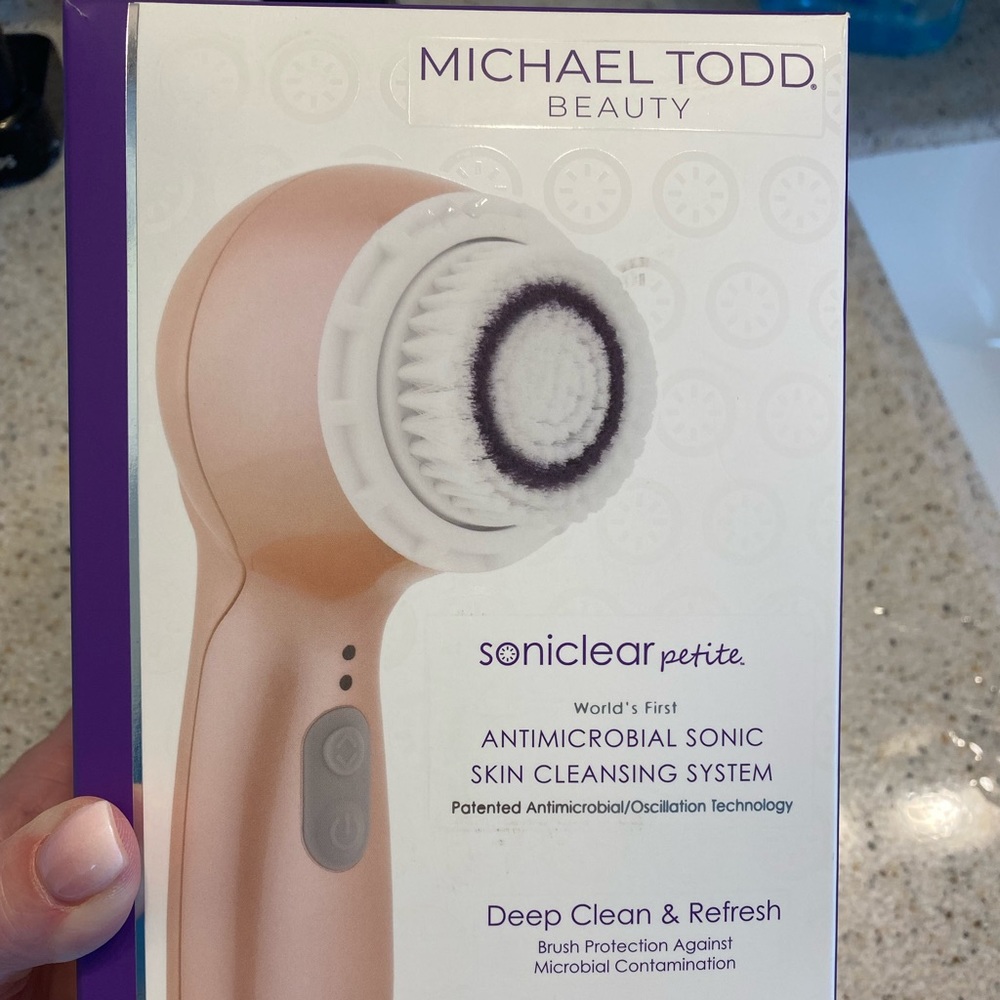 MICHAEL TODD®
BEAUTY
soniclear petite™
World's First
ANTIMICROBIAL SONIC
SKIN CLEANSING SYSTEM
Patented Antimicrobial/Oscillation Technology
Deep Clean & Refresh
Brush Protection Against
Microbial Contamination